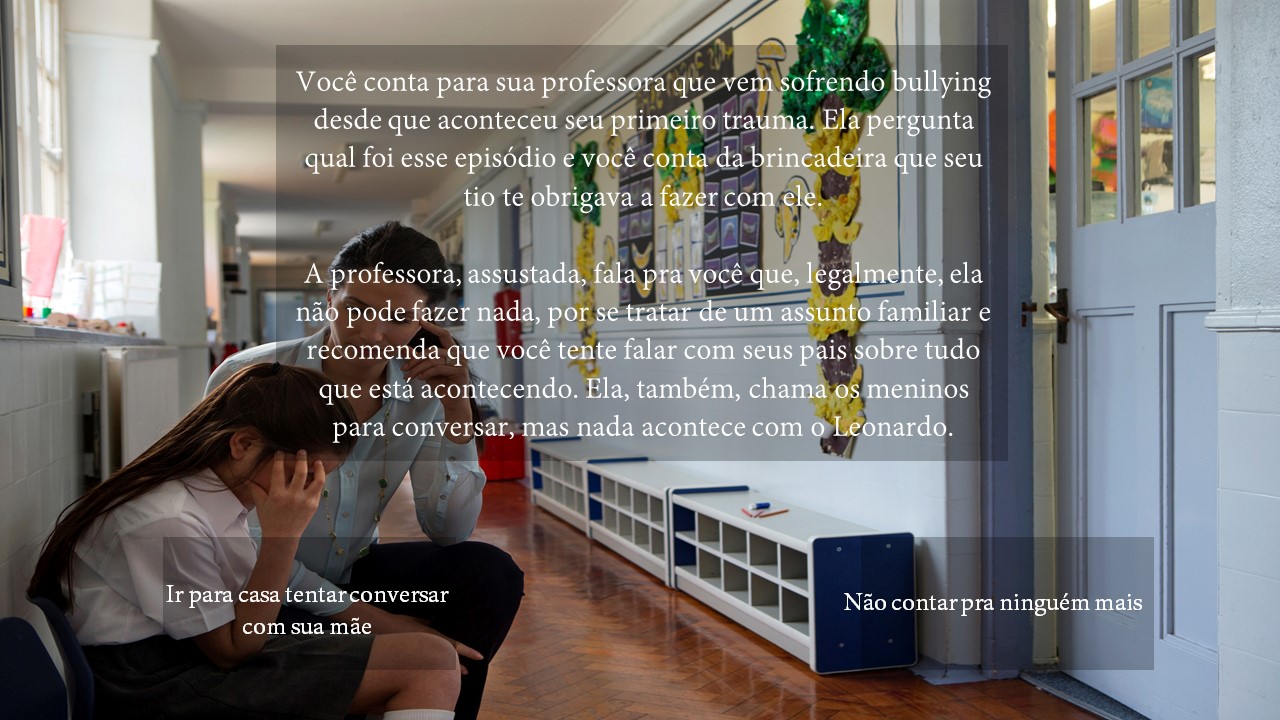 Você conta para sua professora que vem sofrendo bullying
desde que aconteceu seu primeiro trauma. Ela pergunta
qual foi esse episódio e você conta da brincadeira que seu
tio te obrigava a fazer com ele.
A professora, assustada, fala pra você que, legalmente, ela
não pode fazer nada, por se tratar de um assunto familiar e
recomenda que você tente falar com seus pais sobre tudo
que está acontecendo. Ela, também, chama os meninos
para conversar, mas nada acontece com o Leonardo.
Ir para casa tentar conversar
com sua mãe
Não contar pra ninguém mais